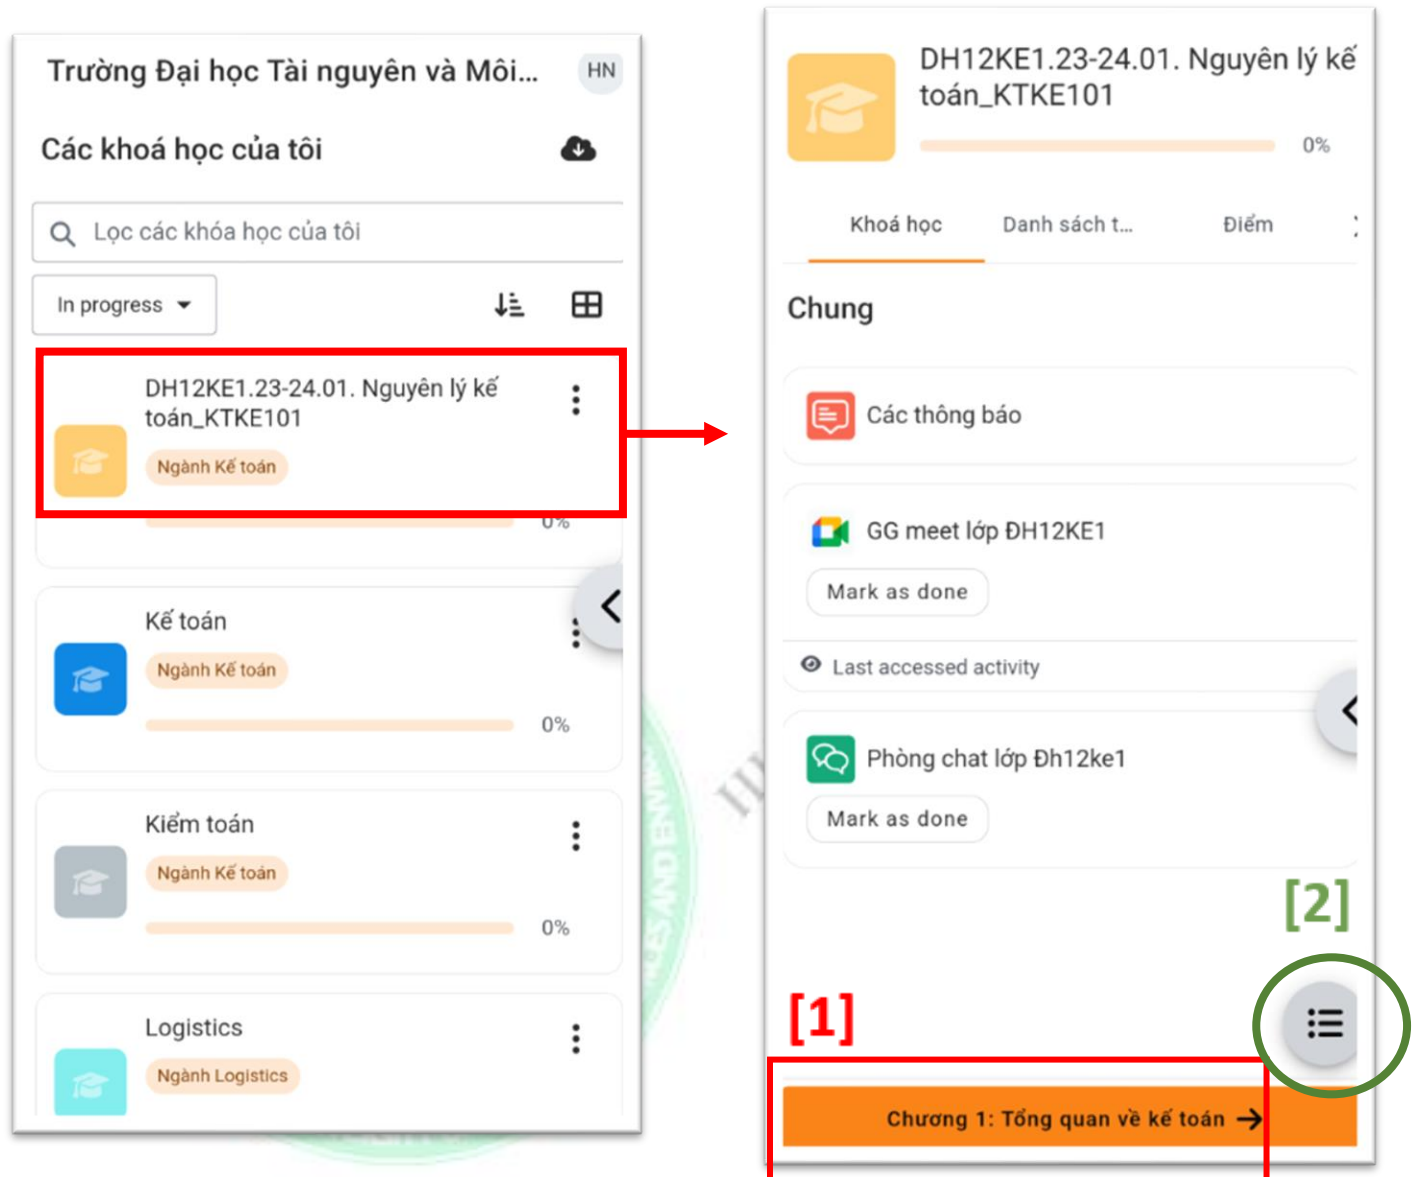 Trường Đại học Tài nguyên và Môi...
HN
Các khoá học của tôi
Lọc các khóa học của tôi
In progress
DH12KE1.23-24.01. Nguyên lý kế
toán_KTKE101
Ngành Kế toán
0%
Kế toán
Ngành Kế toán
0%
Kiểm toán
Ngành Kế toán
0%
Logistics
Ngành Logistics
DH12KE1.23-24.01. Nguyên lý kế
toán_KTKE101
0%
Khoá học
Danh sách t...
Điểm
Chung
Các thông báo
GG meet lớp ĐH12KE1
Mark as done
Last accessed activity
Phòng chat lớp Đh12ke1
Mark as done
[2]
[1]
Chương 1: Tổng quan về kế toán →